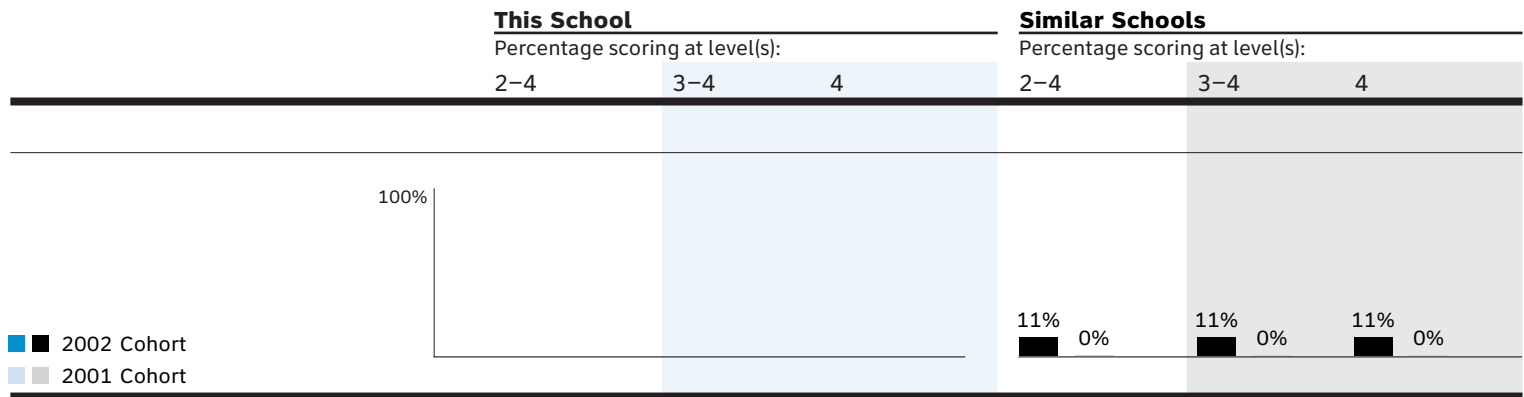 This School Similar Schools
Percentage scoring at level(s): Percentage scoring at level(s):
2–4 3–4 4 2–4 3–4 4
100%
11% 0% 11% 0% 11% 0%
2002 Cohort
2001 Cohort